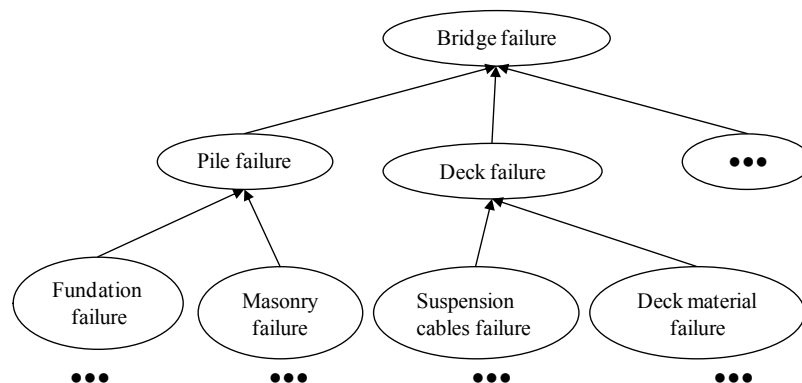 Bridge failure
Pile failure
Deck failure
•••
Fundation
failure
Masonry
failure
Suspension
cables failure
Deck material
failure
•••
•••
•••
•••